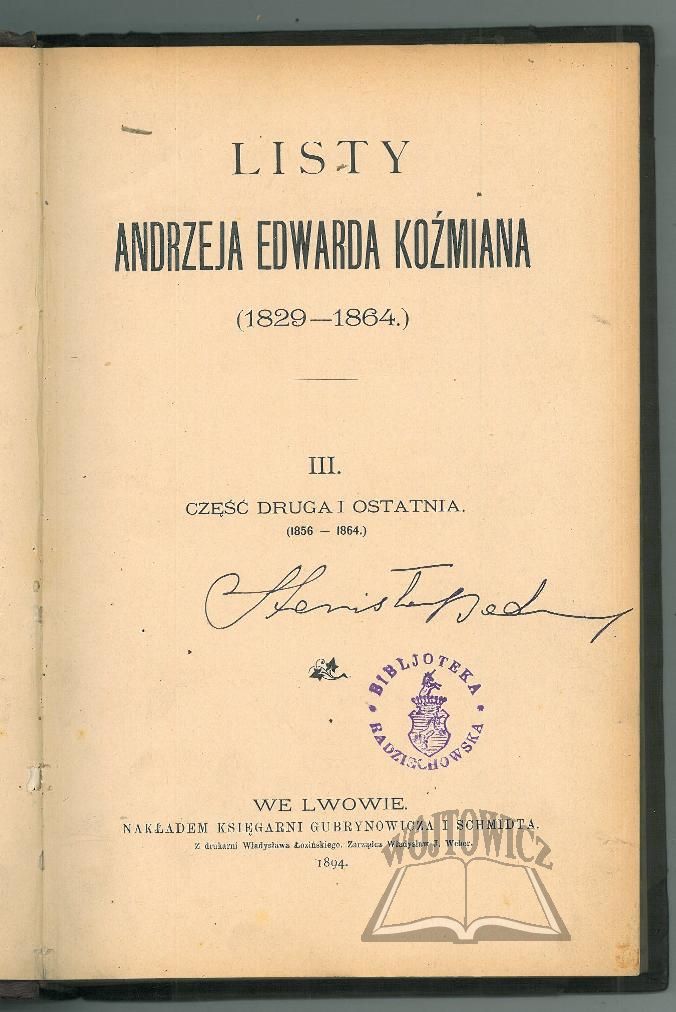 LISTY
ANDRZEJA EDWARDA KOŹMIANA
(1829—1864.)
III.
CZĘŚĆ DRUGA I OSTATNIA.
(1856 — 1864.)
BIBLJOTEKA
RADZIECHOWSKA
WE LWOWIE.
NAKŁADEM KSIĘGARNI GUBRYNOWICZA I SCHMIDTA.
Z drukarni Władysława Łozińskiego. Zarządca Władysław J. Weber.
1894.
WÓJTOWICZ